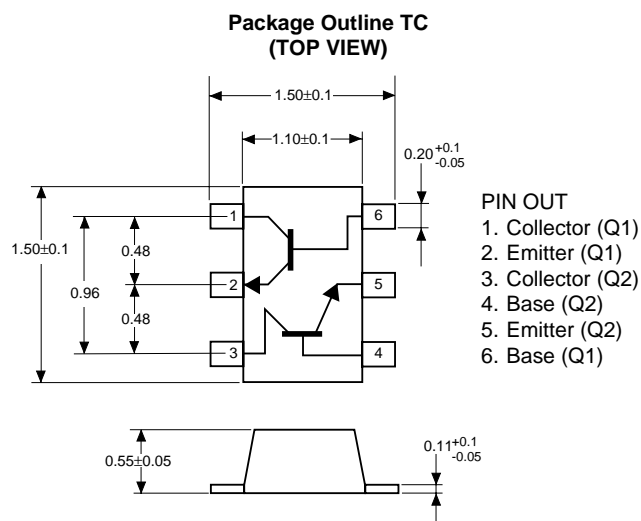 Package Outline TC
(TOP VIEW)
1.50±0.1
1.10±0.1
0.20+0.1
-0.05
1
6
PIN OUT
1. Collector (Q1)
2. Emitter (Q1)
3. Collector (Q2)
4. Base (Q2)
5. Emitter (Q2)
6. Base (Q1)
1.50±0.1
0.48
0.96
2
5
0.48
3
4
0.55±0.05
0.11+0.1
-0.05